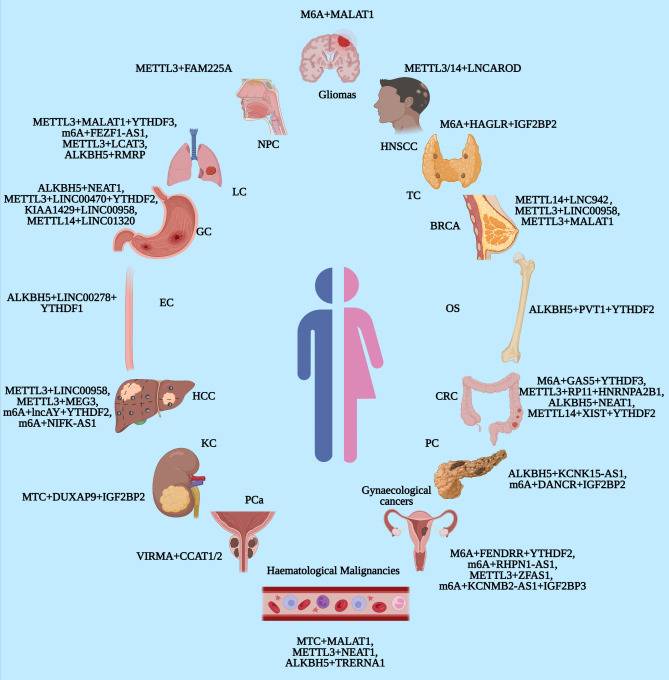 M6A+MALAT1
Gliomas
METTL3+FAM225A
NPC
METTL3/14+LNCAROD
HNSCC
METTL3+MALAT1+YTHDF3,
m6A+FEZF1-AS1,
METTL3+LCAT3,
ALKBH5+RMRP
LC
M6A+HAGLR+IGF2BP2
TC
ALKBH5+NEAT1,
METTL3+LINC00470+YTHDF2,
KIAA1429+LINC00958,
METTL14+LINC01320
GC
METTL14+LNC942,
METTL3+LINC00958,
METTL3+MALAT1
BRCA
ALKBH5+LINC00278+
YTHDF1
EC
OS
ALKBH5+PVT1+YTHDF2
METTL3+LINC00958,
METTL3+MEG3,
m6A+lncAY+YTHDF2,
m6A+NIFK-AS1
HCC
CRC
M6A+GAS5+YTHDF3,
METTL3+RP11+HNRNPA2B1,
ALKBH5+NEAT1,
METTL14+XIST+YTHDF2
KC
MTC+DUXAP9+IGF2BP2
PC
ALKBH5+KCNK15-AS1,
m6A+DANCR+IGF2BP2
PCa
VIRMA+CCAT1/2
Gynaecological
cancers
M6A+FENDRR+YTHDF2,
m6A+RHPN1-AS1,
METTL3+ZFAS1,
m6A+KCNMB2-AS1+IGF2BP3
Haematological Malignancies
MTC+MALAT1,
METTL3+NEAT1,
ALKBH5+TRERNA1